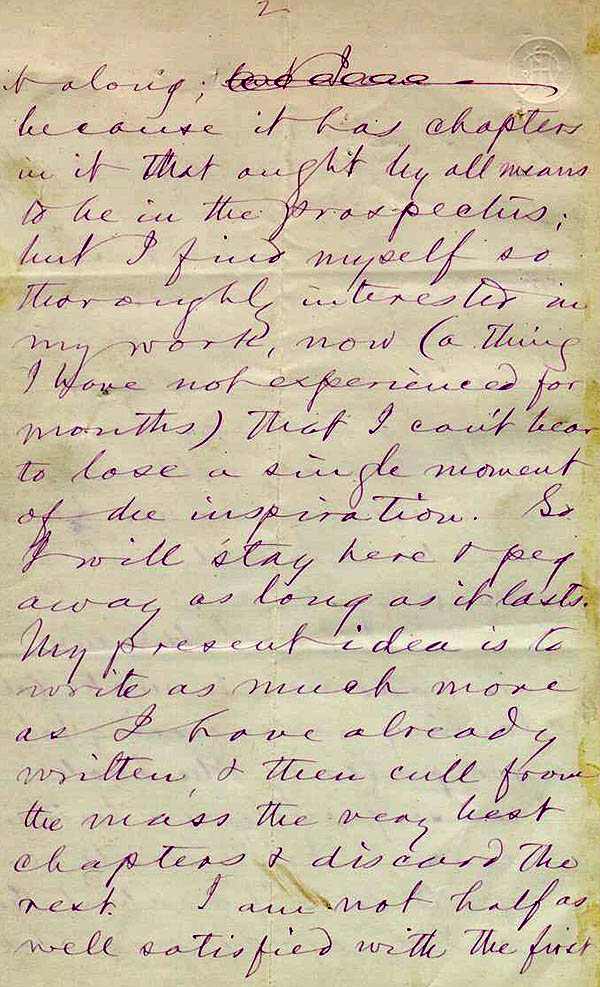 2
it along;
because it has chapters
in it that ought by all means
to be in the prospectus;
but I find myself so
thoroughly interested in
my work, now (a thing
I have not experienced for
months) that I can't bear
to lose a single moment
of the inspiration. So
I will stay here & peg
away as long as it lasts.
My present idea is to
write as much more
as I have already
written, & then cull from
the mass the very best
chapters & discard the
rest. I am not half as
well satisfied with the first